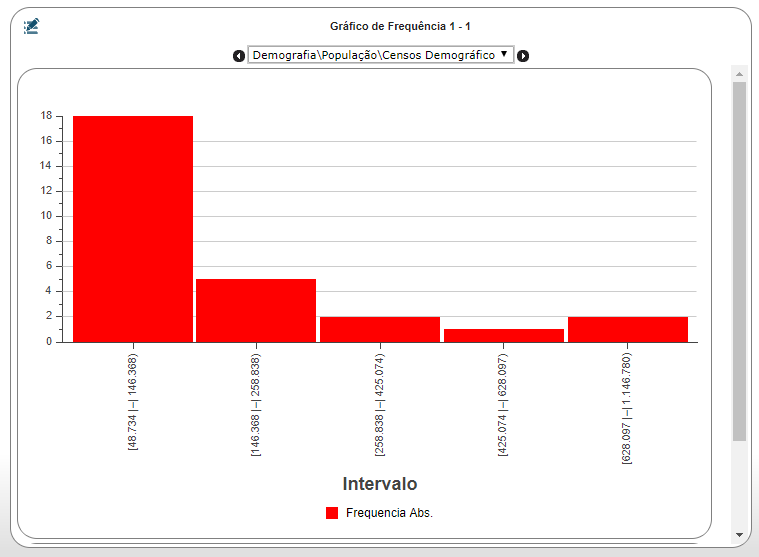 Gráfico de Frequência 1 - 1
Demografia\População\Censos Demográfico
18
16
14
12
10
8
6
4
2
0
[48.734 |–| 146.368)
[146.368 |–| 258.838)
[258.838 |–| 425.074)
[425.074 |–| 628.097)
[628.097 |–| 1.146.780)
Intervalo
Frequencia Abs.